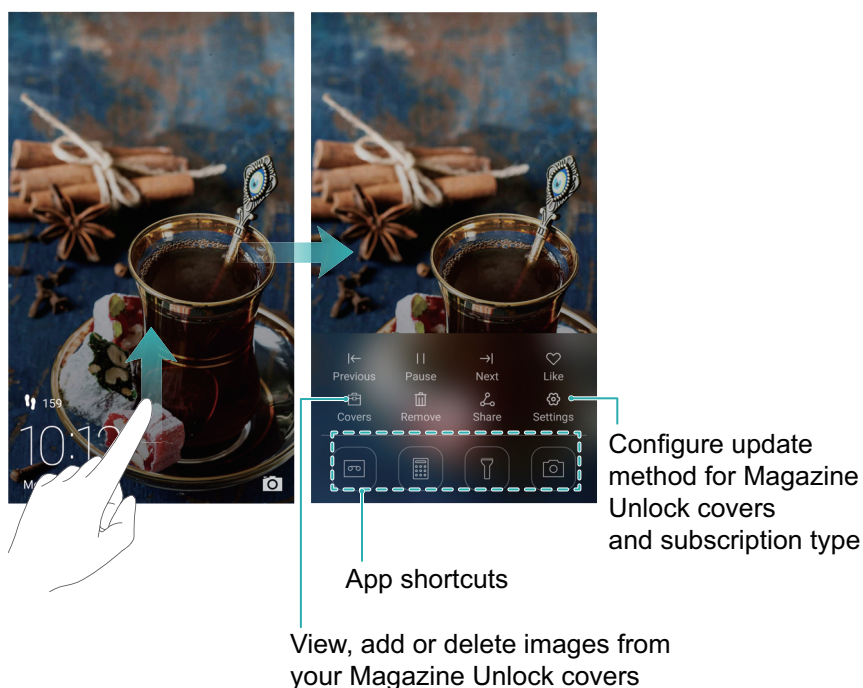 159
10:12
Previous
Pause
Next
Like
Covers
Remove
Share
Settings
Configure update
method for Magazine
Unlock covers
and subscription type
App shortcuts
View, add or delete images from
your Magazine Unlock covers